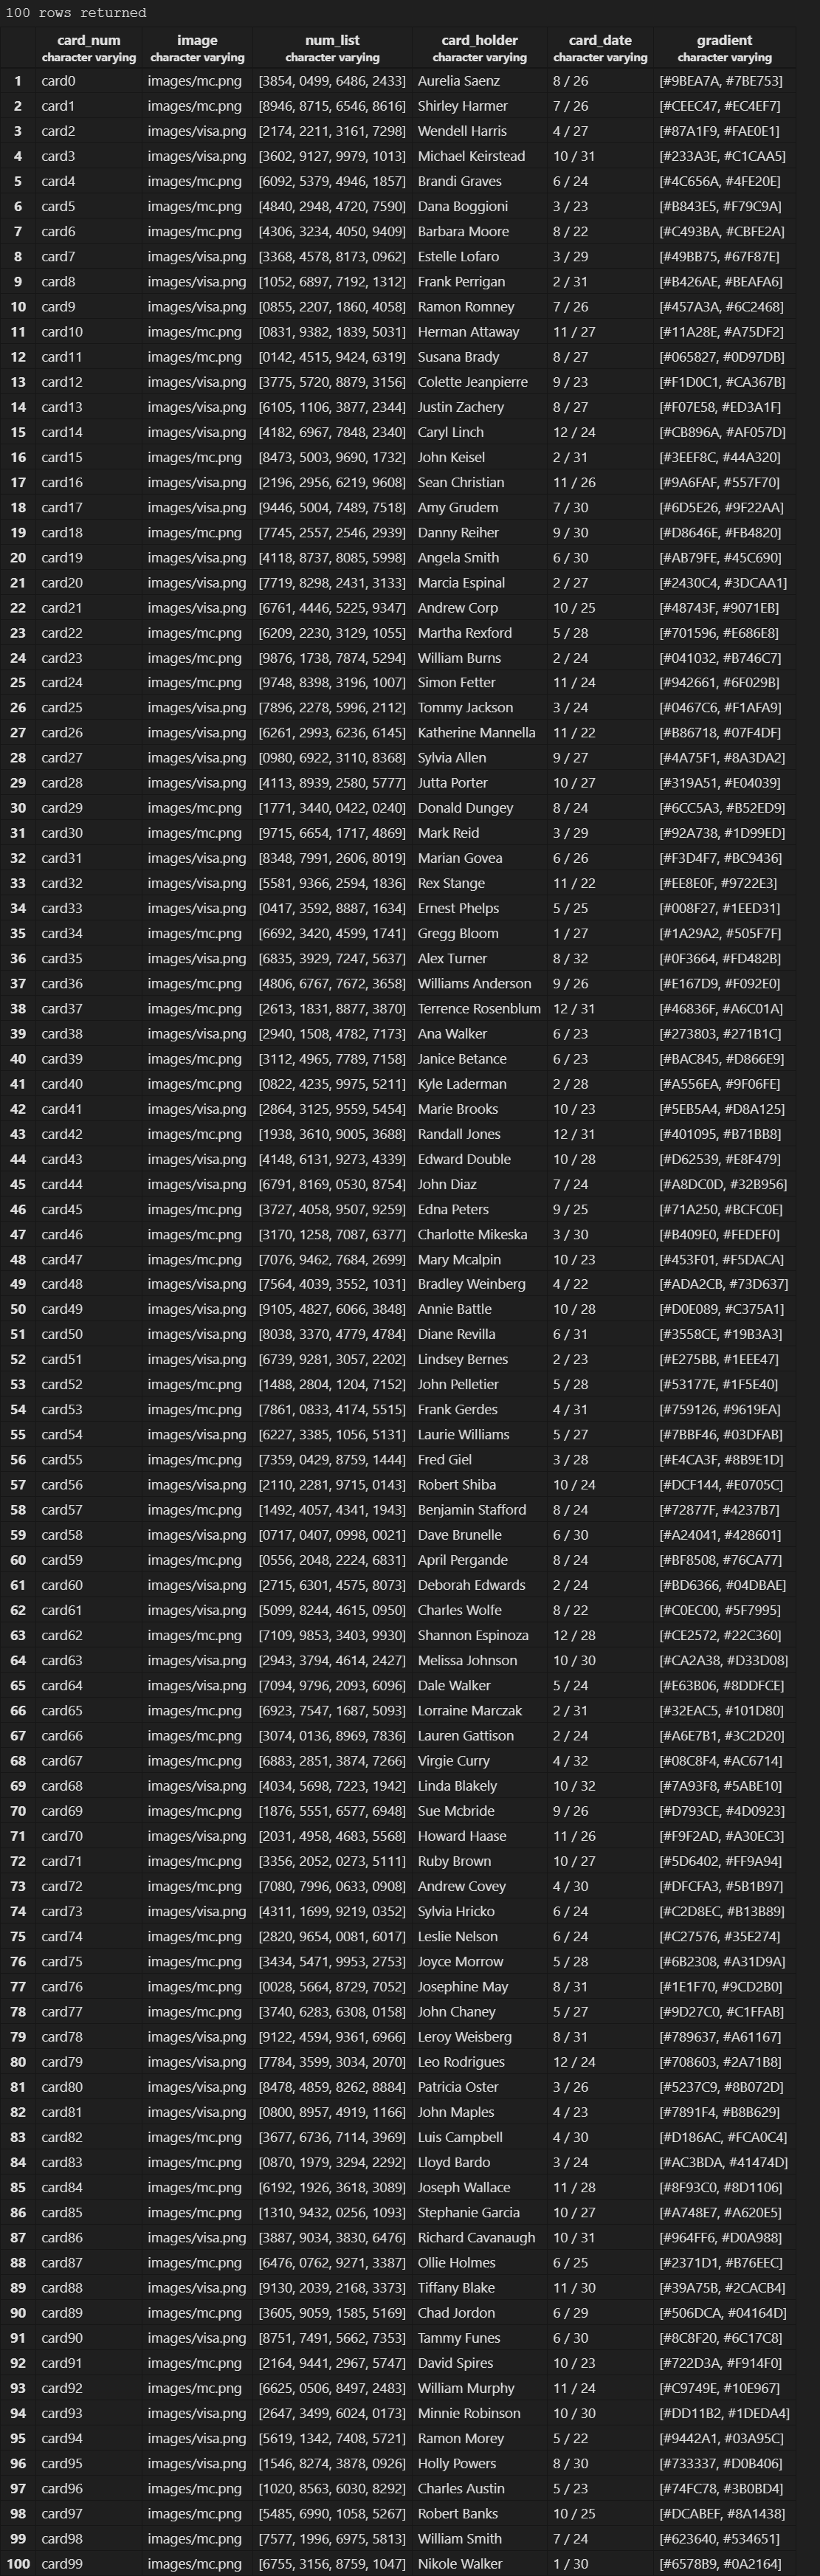 100 rows returned
card_num image num_list card_holder card_date gradient
character varying character varying character varying character varying character varying character varying
1 card0 images/mc.png [3854, 0499, 6486, 2433] Aurelia Saenz 8 / 26 [#9BEA7A, #7BE753]
2 card1 images/mc.png [8946, 8715, 6546, 8616] Shirley Harmer 7 / 26 [#CEEC47, #EC4EF7]
3 card2 images/visa.png [2174, 2211, 3161, 7298] Wendell Harris 4 / 27 [#87A1F9, #FAE0E1]
4 card3 images/visa.png [3602, 9127, 9979, 1013] Michael Keirstead 10 / 31 [#233A3E, #C1CAA5]
5 card4 images/mc.png [6092, 5379, 4946, 1857] Brandi Graves 6 / 24 [#4C656A, #4FE20E]
6 card5 images/mc.png [4840, 2948, 4720, 7590] Dana Boggioni 3 / 23 [#B843E5, #F79C9A]
7 card6 images/mc.png [4306, 3234, 4050, 9409] Barbara Moore 8 / 22 [#C493BA, #CBFE2A]
8 card7 images/visa.png [3368, 4578, 8173, 0962] Estelle Lofaro 3 / 29 [#49BB75, #67F87E]
9 card8 images/mc.png [1052, 6897, 7192, 1312] Frank Perrigan 2 / 31 [#B426AE, #BEAFA6]
10 card9 images/visa.png [0855, 2207, 1860, 4058] Ramon Romney 7 / 26 [#457A3A, #6C2468]
11 card10 images/mc.png [0831, 9382, 1839, 5031] Herman Attaway 11 / 27 [#11A28E, #A75DF2]
12 card11 images/mc.png [0142, 4515, 9424, 6319] Susana Brady 8 / 27 [#065827, #0D97DB]
13 card12 images/visa.png [3775, 5720, 8879, 3156] Colette Jeanpierre 9 / 23 [#F1D0C1, #CA367B]
14 card13 images/visa.png [6105, 1106, 3877, 2344] Justin Zachery 8 / 27 [#F07E58, #ED3A1F]
15 card14 images/visa.png [4182, 6967, 7848, 2340] Caryl Linch 12 / 24 [#CB896A, #AF057D]
16 card15 images/mc.png [8473, 5003, 9690, 1732] John Keisel 2 / 31 [#3EEF8C, #44A320]
17 card16 images/visa.png [2196, 2956, 6219, 9608] Sean Christian 11 / 26 [#9A6FAF, #557F70]
18 card17 images/visa.png [9446, 5004, 7489, 7518] Amy Grudem 7 / 30 [#6D5E26, #9F22AA]
19 card18 images/mc.png [7745, 2557, 2546, 2939] Danny Reiher 9 / 30 [#D8646E, #FB4820]
20 card19 images/visa.png [4118, 8737, 8085, 5998] Angela Smith 6 / 30 [#AB79FE, #45C690]
21 card20 images/mc.png [7719, 8298, 2431, 3133] Marcia Espinal 2 / 27 [#2430C4, #3DCAA1]
22 card21 images/visa.png [6761, 4446, 5225, 9347] Andrew Corp 10 / 25 [#48743F, #9071EB]
23 card22 images/mc.png [6209, 2230, 3129, 1055] Martha Rexford 5 / 28 [#701596, #E686E8]
24 card23 images/mc.png [9876, 1738, 7874, 5294] William Burns 2 / 24 [#041032, #B746C7]
25 card24 images/mc.png [9748, 8398, 3196, 1007] Simon Fetter 11 / 24 [#942661, #6F029B]
26 card25 images/mc.png [7896, 2278, 5996, 2112] Tommy Jackson 3 / 24 [#0467C6, #F1AFA9]
27 card26 images/mc.png [6261, 2993, 6236, 6145] Katherine Mannella 11 / 22 [#B86718, #07F4DF]
28 card27 images/visa.png [0980, 6922, 3110, 8368] Sylvia Allen 9 / 27 [#4A75F1, #8A3DA2]
29 card28 images/mc.png [4113, 8939, 2580, 5777] Jutta Porter 10 / 27 [#319A51, #E04039]
30 card29 images/mc.png [1771, 3440, 0422, 0240] Donald Dungey 8 / 24 [#6CC5A3, #B52ED9]
31 card30 images/mc.png [9715, 6654, 1717, 4869] Mark Reid 3 / 29 [#92A738, #1D99ED]
32 card31 images/visa.png [8348, 7991, 2606, 8019] Marian Govea 6 / 26 [#F3D4F7, #BC9436]
33 card32 images/mc.png [5581, 9366, 2594, 1836] Rex Stange 11 / 22 [#EE8E0F, #9722E3]
34 card33 images/visa.png [0417, 3592, 8887, 1634] Ernest Phelps 5 / 25 [#008F27, #1EED31]
35 card34 images/mc.png [6692, 3420, 4599, 1741] Gregg Bloom 1 / 27 [#1A29A2, #505F7F]
36 card35 images/visa.png [6835, 3929, 7247, 5637] Alex Turner 8 / 32 [#0F3664, #FD482B]
37 card36 images/mc.png [4806, 6767, 7672, 3658] Williams Anderson 9 / 26 [#E167D9, #F092E0]
38 card37 images/mc.png [2613, 1831, 8877, 3870] Terrence Rosenblum 12 / 31 [#46836F, #A6C01A]
39 card38 images/visa.png [2940, 1508, 4782, 7173] Ana Walker 6 / 23 [#273803, #271B1C]
40 card39 images/mc.png [3112, 4965, 7789, 7158] Janice Betance 6 / 23 [#BAC845, #D866E9]
41 card40 images/mc.png [0822, 4235, 9975, 5211] Kyle Laderman 2 / 28 [#A556EA, #9F06FE]
42 card41 images/visa.png [2864, 3125, 9559, 5454] Marie Brooks 10 / 23 [#5EB5A4, #D8A125]
43 card42 images/mc.png [1938, 3610, 9005, 3688] Randall Jones 12 / 31 [#401095, #B71BB8]
44 card43 images/visa.png [4148, 6131, 9273, 4339] Edward Double 10 / 28 [#D62539, #E8F479]
45 card44 images/visa.png [6791, 8169, 0530, 8754] John Diaz 7 / 24 [#A8DC0D, #32B956]
46 card45 images/mc.png [3727, 4058, 9507, 9259] Edna Peters 9 / 25 [#71A250, #BCFC0E]
47 card46 images/mc.png [3170, 1258, 7087, 6377] Charlotte Mikeska 3 / 30 [#B409E0, #FEDEF0]
48 card47 images/mc.png [7076, 9462, 7684, 2699] Mary Mcalpin 10 / 23 [#453F01, #F5DACA]
49 card48 images/visa.png [7564, 4039, 3552, 1031] Bradley Weinberg 4 / 22 [#ADA2CB, #73D637]
50 card49 images/visa.png [9105, 4827, 6066, 3848] Annie Battle 10 / 28 [#D0E089, #C375A1]
51 card50 images/visa.png [8038, 3370, 4779, 4784] Diane Revilla 6 / 31 [#3558CE, #19B3A3]
52 card51 images/visa.png [6739, 9281, 3057, 2202] Lindsey Bernes 2 / 23 [#E275BB, #1EEE47]
53 card52 images/mc.png [1488, 2804, 1204, 7152] John Pelletier 5 / 28 [#53177E, #1F5E40]
54 card53 images/mc.png [7861, 0833, 4174, 5515] Frank Gerdes 4 / 31 [#759126, #9619EA]
55 card54 images/visa.png [6227, 3385, 1056, 5131] Laurie Williams 5 / 27 [#7BBF46, #03DFAB]
56 card55 images/mc.png [7359, 0429, 8759, 1444] Fred Giel 3 / 28 [#E4CA3F, #8B9E1D]
57 card56 images/visa.png [2110, 2281, 9715, 0143] Robert Shiba 10 / 24 [#DCF144, #E0705C]
58 card57 images/mc.png [1492, 4057, 4341, 1943] Benjamin Stafford 8 / 24 [#72877F, #4237B7]
59 card58 images/visa.png [0717, 0407, 0998, 0021] Dave Brunelle 6 / 30 [#A24041, #428601]
60 card59 images/mc.png [0556, 2048, 2224, 6831] April Pergande 8 / 24 [#BF8508, #76CA77]
61 card60 images/visa.png [2715, 6301, 4575, 8073] Deborah Edwards 2 / 24 [#BD6366, #04DBAE]
62 card61 images/visa.png [5099, 8244, 4615, 0950] Charles Wolfe 8 / 22 [#C0EC00, #5F7995]
63 card62 images/mc.png [7109, 9853, 3403, 9930] Shannon Espinoza 12 / 28 [#CE2572, #22C360]
64 card63 images/visa.png [2943, 3794, 4614, 2427] Melissa Johnson 10 / 30 [#CA2A38, #D33D08]
65 card64 images/visa.png [7094, 9796, 2093, 6096] Dale Walker 5 / 24 [#E63B06, #8DDFCE]
66 card65 images/mc.png [6923, 7547, 1687, 5093] Lorraine Marczak 2 / 31 [#32EAC5, #101D80]
67 card66 images/visa.png [3074, 0136, 8969, 7836] Lauren Gattison 2 / 24 [#A6E7B1, #3C2D20]
68 card67 images/mc.png [6883, 2851, 3874, 7266] Virgie Curry 4 / 32 [#08C8F4, #AC6714]
69 card68 images/visa.png [4034, 5698, 7223, 1942] Linda Blakely 10 / 32 [#7A93F8, #5ABE10]
70 card69 images/mc.png [1876, 5551, 6577, 6948] Sue Mcbride 9 / 26 [#D793CE, #4D0923]
71 card70 images/visa.png [2031, 4958, 4683, 5568] Howard Haase 11 / 26 [#F9F2AD, #A30EC3]
72 card71 images/mc.png [3356, 2052, 0273, 5111] Ruby Brown 10 / 27 [#5D6402, #FF9A94]
73 card72 images/mc.png [7080, 7996, 0633, 0908] Andrew Covey 4 / 30 [#DFCFA3, #5B1B97]
74 card73 images/visa.png [4311, 1699, 9219, 0352] Sylvia Hricko 6 / 24 [#C2D8EC, #B13B89]
75 card74 images/mc.png [2820, 9654, 0081, 6017] Leslie Nelson 6 / 24 [#C27576, #35E274]
76 card75 images/mc.png [3434, 5471, 9953, 2753] Joyce Morrow 5 / 28 [#6B2308, #A31D9A]
77 card76 images/mc.png [0028, 5664, 8729, 7052] Josephine May 8 / 31 [#1E1F70, #9CD2B0]
78 card77 images/mc.png [3740, 6283, 6308, 0158] John Chaney 5 / 27 [#9D27C0, #C1FFAB]
79 card78 images/visa.png [9122, 4594, 9361, 6966] Leroy Weisberg 8 / 31 [#789637, #A61167]
80 card79 images/visa.png [7784, 3599, 3034, 2070] Leo Rodrigues 12 / 24 [#708603, #2A71B8]
81 card80 images/visa.png [8478, 4859, 8262, 8884] Patricia Oster 3 / 26 [#5237C9, #8B072D]
82 card81 images/mc.png [0800, 8957, 4919, 1166] John Maples 4 / 23 [#7891F4, #B8B629]
83 card82 images/mc.png [3677, 6736, 7114, 3969] Luis Campbell 4 / 30 [#D186AC, #FCA0C4]
84 card83 images/mc.png [0870, 1979, 3294, 2292] Lloyd Bardo 3 / 24 [#AC3BDA, #41474D]
85 card84 images/mc.png [6192, 1926, 3618, 3089] Joseph Wallace 11 / 28 [#8F93C0, #8D1106]
86 card85 images/mc.png [1310, 9432, 0256, 1093] Stephanie Garcia 10 / 27 [#A748E7, #A620E5]
87 card86 images/visa.png [3887, 9034, 3830, 6476] Richard Cavanaugh 10 / 31 [#964FF6, #D0A988]
88 card87 images/mc.png [6476, 0762, 9271, 3387] Ollie Holmes 6 / 25 [#2371D1, #B76EEC]
89 card88 images/visa.png [9130, 2039, 2168, 3373] Tiffany Blake 11 / 30 [#39A75B, #2CACB4]
90 card89 images/mc.png [3605, 9059, 1585, 5169] Chad Jordon 6 / 29 [#506DCA, #04164D]
91 card90 images/visa.png [8751, 7491, 5662, 7353] Tammy Funes 6 / 30 [#8C8F20, #6C17C8]
92 card91 images/mc.png [2164, 9441, 2967, 5747] David Spires 10 / 23 [#722D3A, #F914F0]
93 card92 images/mc.png [6625, 0506, 8497, 2483] William Murphy 11 / 24 [#C9749E, #10E967]
94 card93 images/visa.png [2647, 3499, 6024, 0173] Minnie Robinson 10 / 30 [#DD11B2, #1DEDA4]
95 card94 images/visa.png [5619, 1342, 7408, 5721] Ramon Morey 5 / 22 [#9442A1, #03A95C]
96 card95 images/visa.png [1546, 8274, 3878, 0926] Holly Powers 8 / 30 [#733337, #D0B406]
97 card96 images/mc.png [1020, 8563, 6030, 8292] Charles Austin 5 / 23 [#74FC78, #3B0BD4]
98 card97 images/mc.png [5485, 6990, 1058, 5267] Robert Banks 10 / 25 [#DCABEF, #8A1438]
99 card98 images/visa.png [7577, 1996, 6975, 5813] William Smith 7 / 24 [#623640, #534651]
100 card99 images/mc.png [6755, 3156, 8759, 1047] Nikole Walker 1 / 30 [#6578B9, #0A2164]